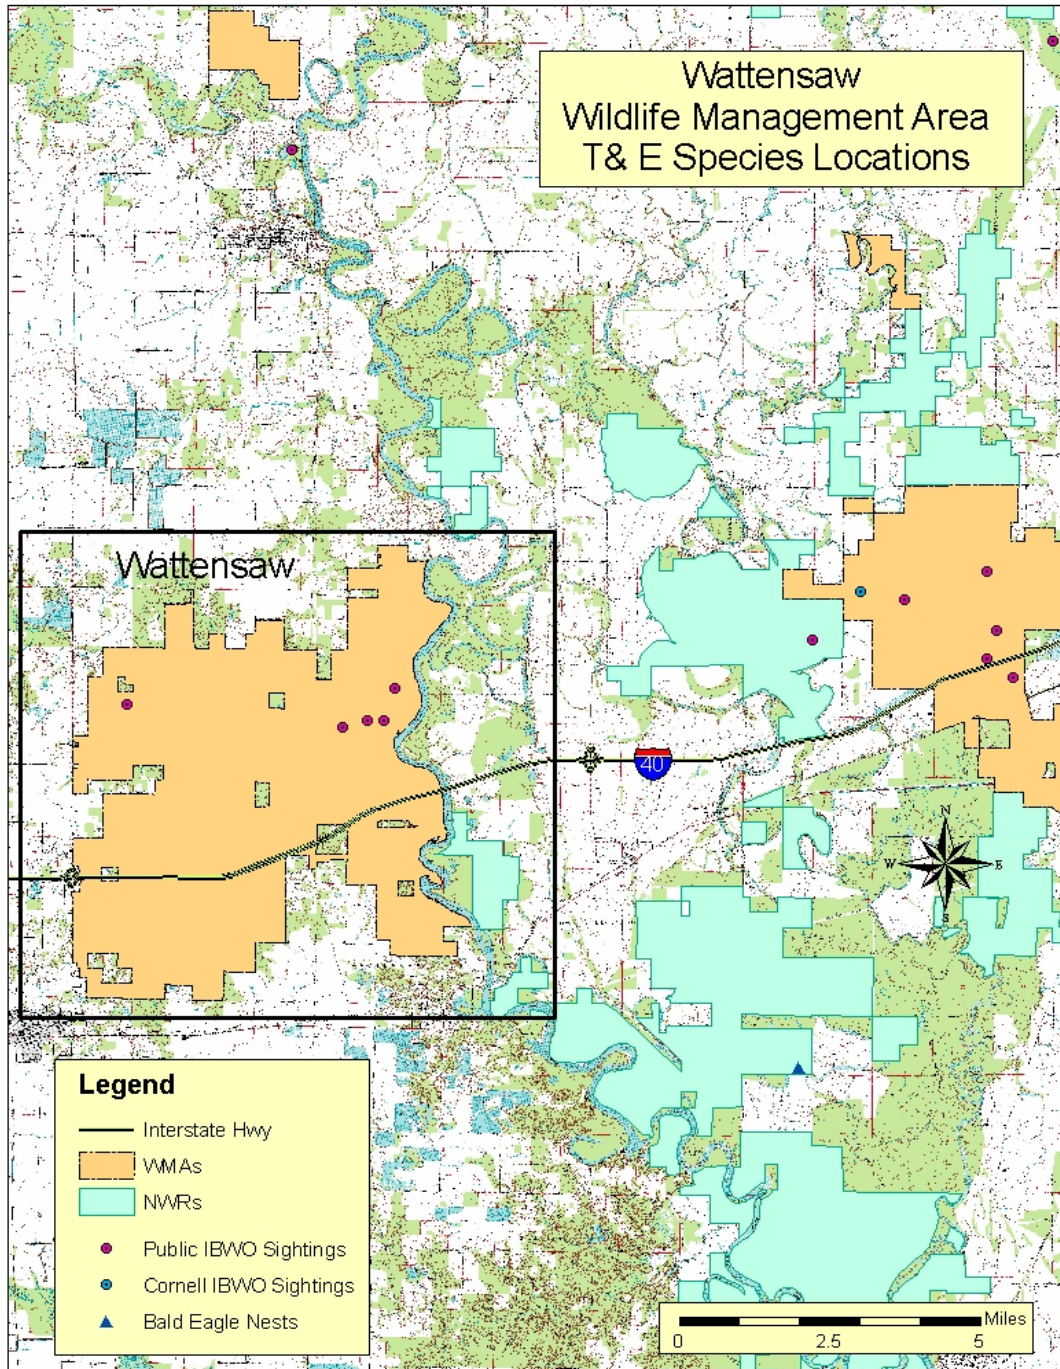 Wattensaw
Wildlife Management Area
T& E Species Locations
Wattensaw
40
N
W
E
S
Legend
Interstate Hwy
WMAs
NWRs
Public IBWO Sightings
Cornell IBWO Sightings
Bald Eagle Nests
Miles
0
2.5
5